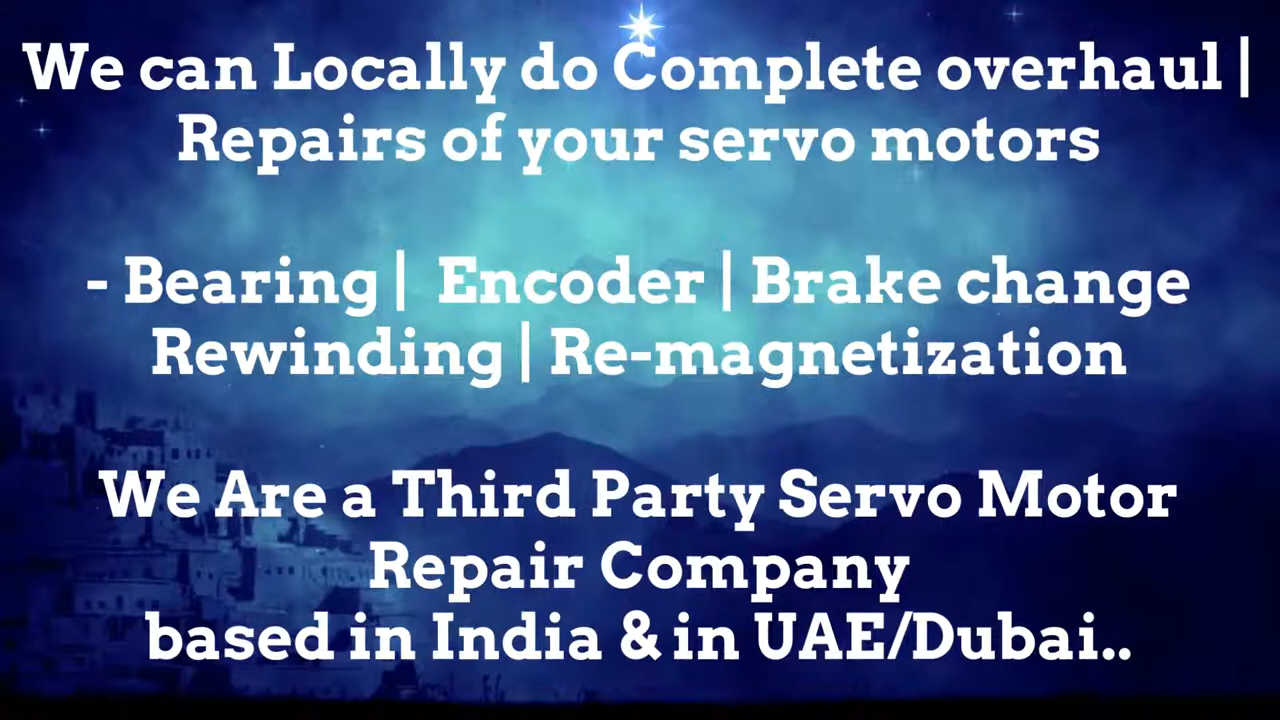 We can Locally do Complete overhaul |
Repairs of your servo motors
- Bearing | Encoder | Brake change
Rewinding | Re-magnetization
We Are a Third Party Servo Motor
Repair Company
based in India & in UAE/Dubai..